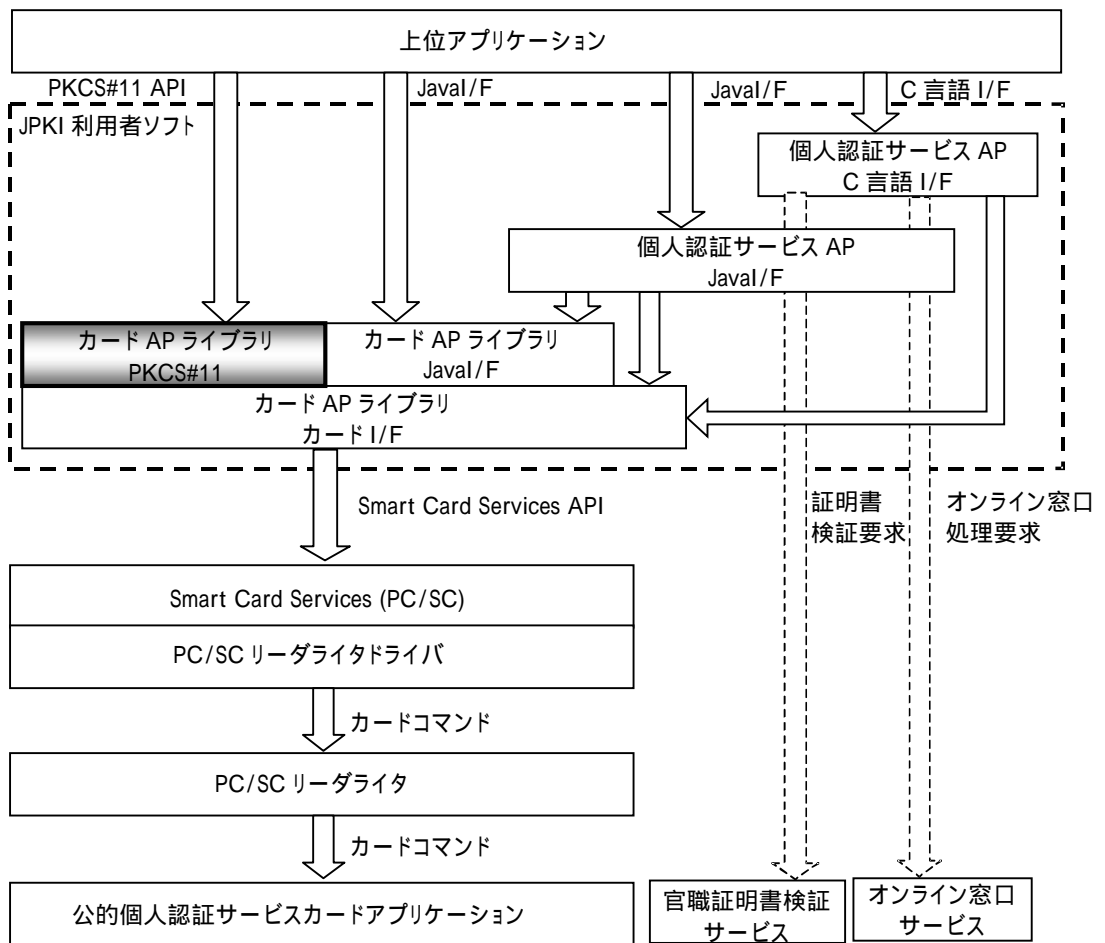 上位アプリケーション
PKCS#11 API
JavaI/F
JavaI/F
C 言語 I/F
JPKI 利用者ソフト
個人認証サービス AP
C 言語 I/F
個人認証サービス AP
JavaI/F
カード AP ライブラリ
PKCS#11
カード AP ライブラリ
JavaI/F
カード AP ライブラリ
カード I/F
Smart Card Services API
証明書
検証要求
オンライン窓口
処理要求
Smart Card Services (PC/SC)
PC/SC リーダライタドライバ
カードコマンド
PC/SC リーダライタ
カードコマンド
公的個人認証サービスカードアプリケーション
官職証明書検証
サービス
オンライン窓口
サービス